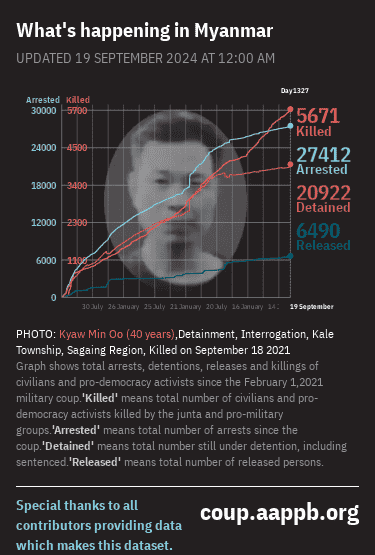 What's happening in Myanmar
UPDATED 19 SEPTEMBER 2024 AT 12:00 AM
Day1327
Arrested Killed
30000 5700
24000 4500
18000 3400
12000 2300
6000 1100
0
5671
Killed
27412
Arrested
20922
Detained
6490
Released
30 July 26 January 25 July 21 January 20 July 16 January 14 . 19 September
PHOTO: Kyaw Min Oo (40 years),Detainment, Interrogation, Kale
Township, Sagaing Region, Killed on September 18 2021
Graph shows total arrests, detentions, releases and killings of
civilians and pro-democracy activists since the February 1,2021
military coup.'Killed' means total number of civilians and pro-
democracy activists killed by the junta and pro-military
groups.'Arrested' means total number of arrests since the
coup.'Detained' means total number still under detention, including
sentenced.'Released' means total number of released persons.
Special thanks to all
contributors providing data
which makes this dataset.
coup.aappb.org